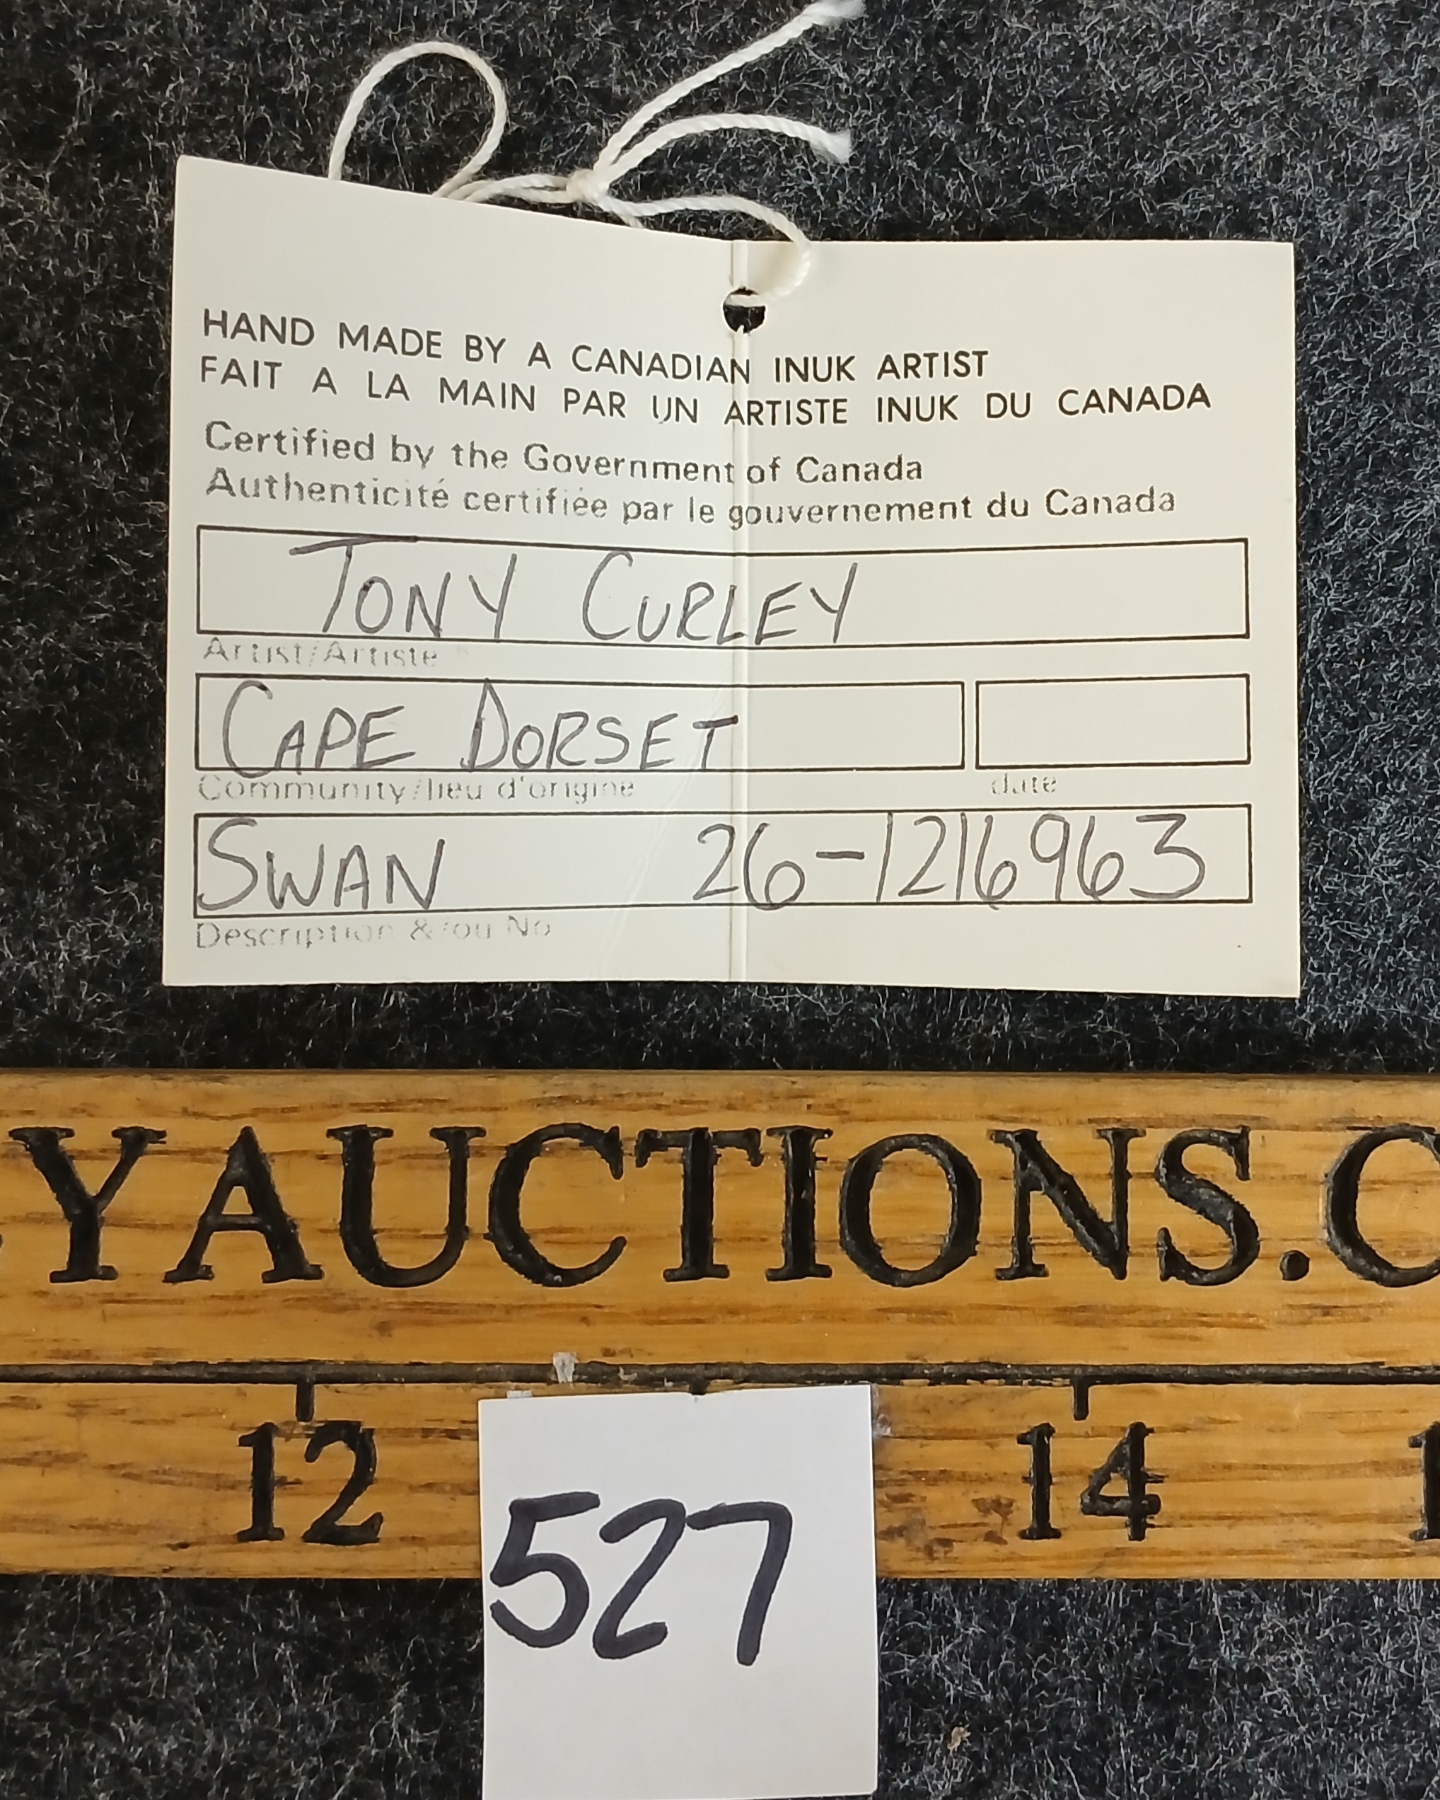 HAND MADE BY A CANADIAN INUK ARTIST
FAIT A LA MAIN PAR UN ARTISTE INUK DU CANADA
Certified by the Government of Canada
Authenticité certifiée par le gouvernement du Canada
TONY CURLEY
Artist/Artiste
CAPE DORSET
Community/lieu d'origine date
SWAN 26-1216963
Description &/ou No
YAUCTIONS.C
12 14 1
527